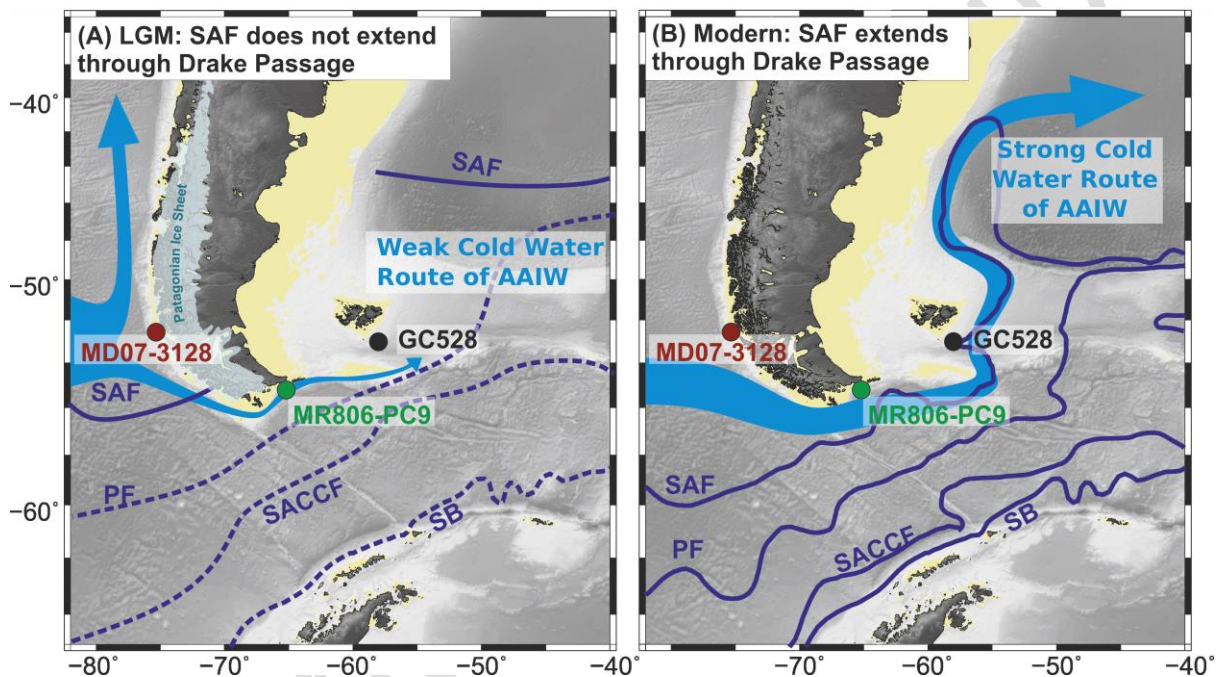 (A) LGM: SAF does not extend
through Drake Passage
(B) Modern: SAF extends
through Drake Passage
−40°
−50°
−60°
Patagonian Ice Sheet
SAF
Weak Cold Water
Route of AAIW
GC528
MD07-3128
SAF
MR806-PC9
PF
SACCF
SB
−80°
−70°
−60°
−50°
−40°
Strong Cold
Water Route
of AAIW
GC528
MD07-3128
MR806-PC9
SAF
PF
SACCF
SB
−70°
−60°
−50°
−40°